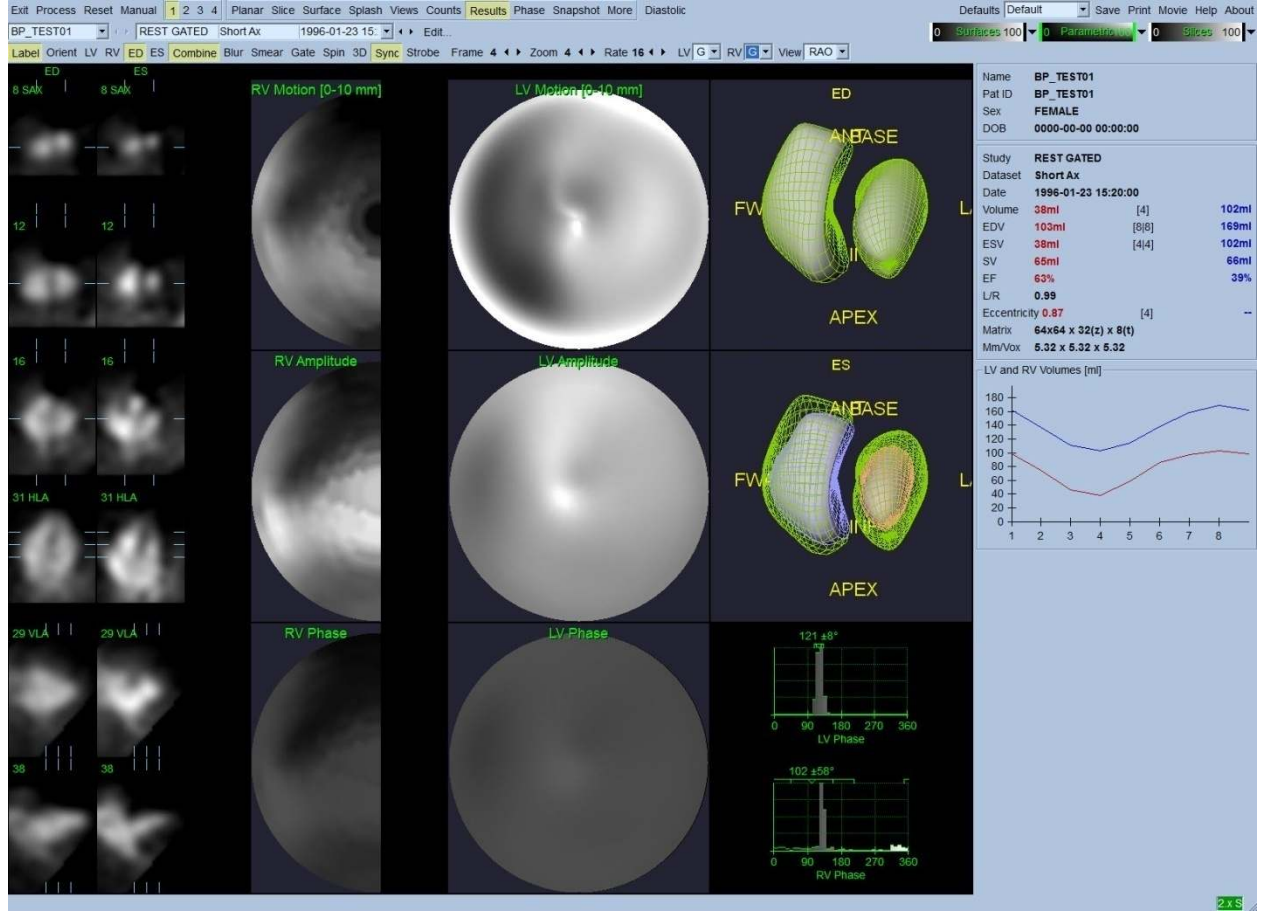 Exit Process Reset Manual 1 2 3 4 Planar Slice Surface Splash Views Counts Results Phase Snapshot More Diastolic Defaults Default Save Print Movie Help About
BP_TEST01 REST GATED Short Ax 1996-01-23 15: Edit... 0 Surfaces 100 0 Parametric 0 Slices 100
Label Orient LV RV ED ES Combine Blur Smear Gate Spin 3D Sync Strobe Frame 4 Zoom 4 Rate 16 LV G RV G View RAO
ED ES
8 SAX 8 SAX
12 12
16 16
31 HLA 31 HLA
29 VLA 29 VLA
38 38
RV Motion [0-10 mm]
LV Motion [0-10 mm]
RV Amplitude
LV Amplitude
RV Phase
LV Phase
ED
ANT BASE
FW
APEX
ES
ANT BASE
FW
APEX
121 ±8°
0 90 180 270 360
LV Phase
102 ±56°
0 90 180 270 360
RV Phase
Name BP_TEST01
Pat ID BP_TEST01
Sex FEMALE
DOB 0000-00-00 00:00:00
Study REST GATED
Dataset Short Ax
Date 1996-01-23 15:20:00
Volume 38ml [4] 102ml
EDV 103ml [8|8] 169ml
ESV 38ml [4|4] 102ml
SV 65ml 66ml
EF 63% 39%
L/R 0.99
Eccentricity 0.87 [4] --
Matrix 64x64 x 32(z) x 8(t)
Mm/Vox 5.32 x 5.32 x 5.32
LV and RV Volumes [ml]
180
160
140
120
100
80
60
40
20
0
1 2 3 4 5 6 7 8
2.x S